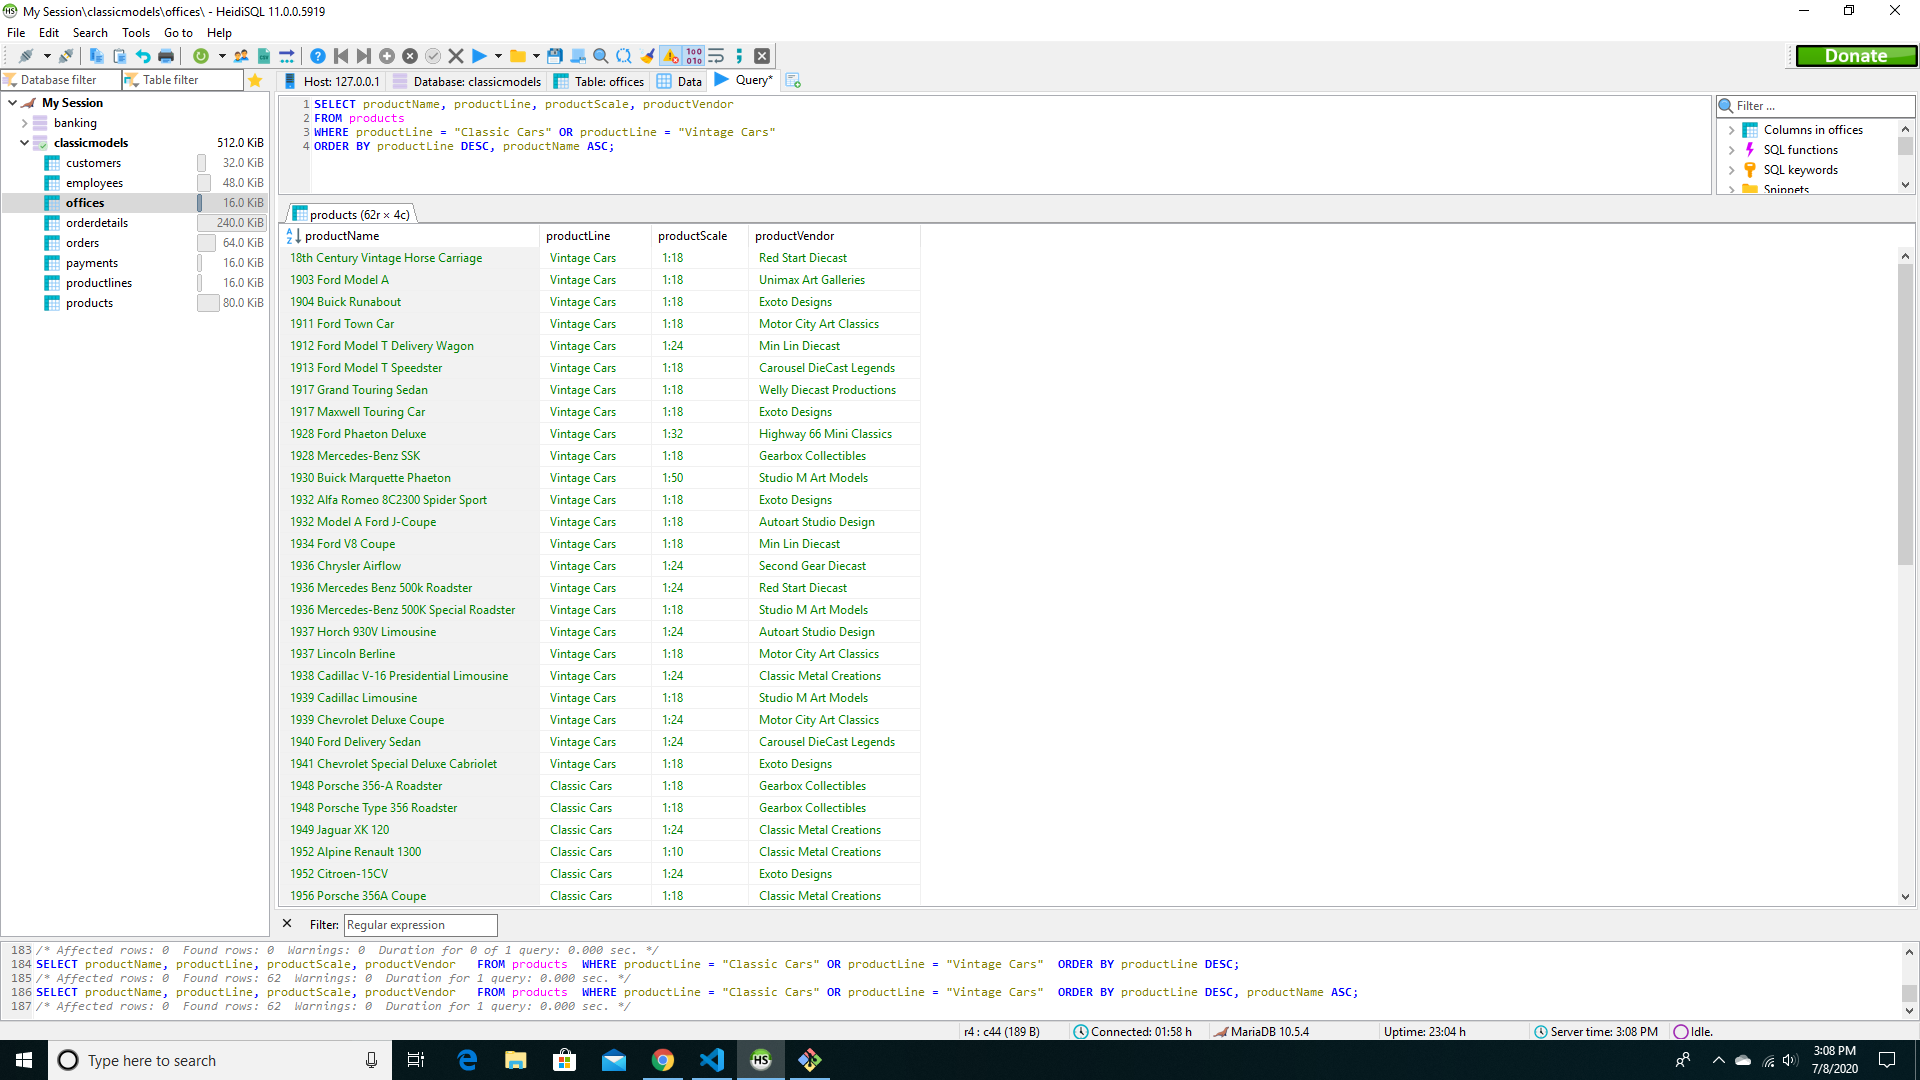 My Session\classicmodels\offices\ - HeidiSQL 11.0.0.5919
File Edit Search Tools Go to Help
Donate
Database filter Table filter
Host: 127.0.0.1 Database: classicmodels Table: offices Data Query*
My Session
banking
classicmodels 512.0 KiB
customers 32.0 KiB
employees 48.0 KiB
offices 16.0 KiB
orderdetails 240.0 KiB
orders 64.0 KiB
payments 16.0 KiB
productlines 16.0 KiB
products 80.0 KiB
1 SELECT productName, productLine, productScale, productVendor
2 FROM products
3 WHERE productLine = "Classic Cars" OR productLine = "Vintage Cars"
4 ORDER BY productLine DESC, productName ASC;
Filter ...
Columns in offices
SQL functions
SQL keywords
Snippets
products (62r × 4c)
productName productLine productScale productVendor
18th Century Vintage Horse Carriage Vintage Cars 1:18 Red Start Diecast
1903 Ford Model A Vintage Cars 1:18 Unimax Art Galleries
1904 Buick Runabout Vintage Cars 1:18 Exoto Designs
1911 Ford Town Car Vintage Cars 1:18 Motor City Art Classics
1912 Ford Model T Delivery Wagon Vintage Cars 1:24 Min Lin Diecast
1913 Ford Model T Speedster Vintage Cars 1:18 Carousel DieCast Legends
1917 Grand Touring Sedan Vintage Cars 1:18 Welly Diecast Productions
1917 Maxwell Touring Car Vintage Cars 1:18 Exoto Designs
1928 Ford Phaeton Deluxe Vintage Cars 1:32 Highway 66 Mini Classics
1928 Mercedes-Benz SSK Vintage Cars 1:18 Gearbox Collectibles
1930 Buick Marquette Phaeton Vintage Cars 1:50 Studio M Art Models
1932 Alfa Romeo 8C2300 Spider Sport Vintage Cars 1:18 Exoto Designs
1932 Model A Ford J-Coupe Vintage Cars 1:18 Autoart Studio Design
1934 Ford V8 Coupe Vintage Cars 1:18 Min Lin Diecast
1936 Chrysler Airflow Vintage Cars 1:24 Second Gear Diecast
1936 Mercedes Benz 500k Roadster Vintage Cars 1:24 Red Start Diecast
1936 Mercedes-Benz 500K Special Roadster Vintage Cars 1:18 Studio M Art Models
1937 Horch 930V Limousine Vintage Cars 1:24 Autoart Studio Design
1937 Lincoln Berline Vintage Cars 1:18 Motor City Art Classics
1938 Cadillac V-16 Presidential Limousine Vintage Cars 1:24 Classic Metal Creations
1939 Cadillac Limousine Vintage Cars 1:18 Studio M Art Models
1939 Chevrolet Deluxe Coupe Vintage Cars 1:24 Motor City Art Classics
1940 Ford Delivery Sedan Vintage Cars 1:24 Carousel DieCast Legends
1941 Chevrolet Special Deluxe Cabriolet Vintage Cars 1:18 Exoto Designs
1948 Porsche 356-A Roadster Classic Cars 1:18 Gearbox Collectibles
1948 Porsche Type 356 Roadster Classic Cars 1:18 Gearbox Collectibles
1949 Jaguar XK 120 Classic Cars 1:24 Classic Metal Creations
1952 Alpine Renault 1300 Classic Cars 1:10 Classic Metal Creations
1952 Citroen-15CV Classic Cars 1:24 Exoto Designs
1956 Porsche 356A Coupe Classic Cars 1:18 Classic Metal Creations
Filter: Regular expression
183 /* Affected rows: 0 Found rows: 0 Warnings: 0 Duration for 0 of 1 query: 0.000 sec. */
184 SELECT productName, productLine, productScale, productVendor FROM products WHERE productLine = "Classic Cars" OR productLine = "Vintage Cars" ORDER BY productLine DESC;
185 /* Affected rows: 0 Found rows: 62 Warnings: 0 Duration for 1 query: 0.000 sec. */
186 SELECT productName, productLine, productScale, productVendor FROM products WHERE productLine = "Classic Cars" OR productLine = "Vintage Cars" ORDER BY productLine DESC, productName ASC;
187 /* Affected rows: 0 Found rows: 62 Warnings: 0 Duration for 1 query: 0.000 sec. */
r4 : c44 (189 B) Connected: 01:58 h MariaDB 10.5.4 Uptime: 23:04 h Server time: 3:08 PM Idle.
Type here to search
HS
3:08 PM
7/8/2020